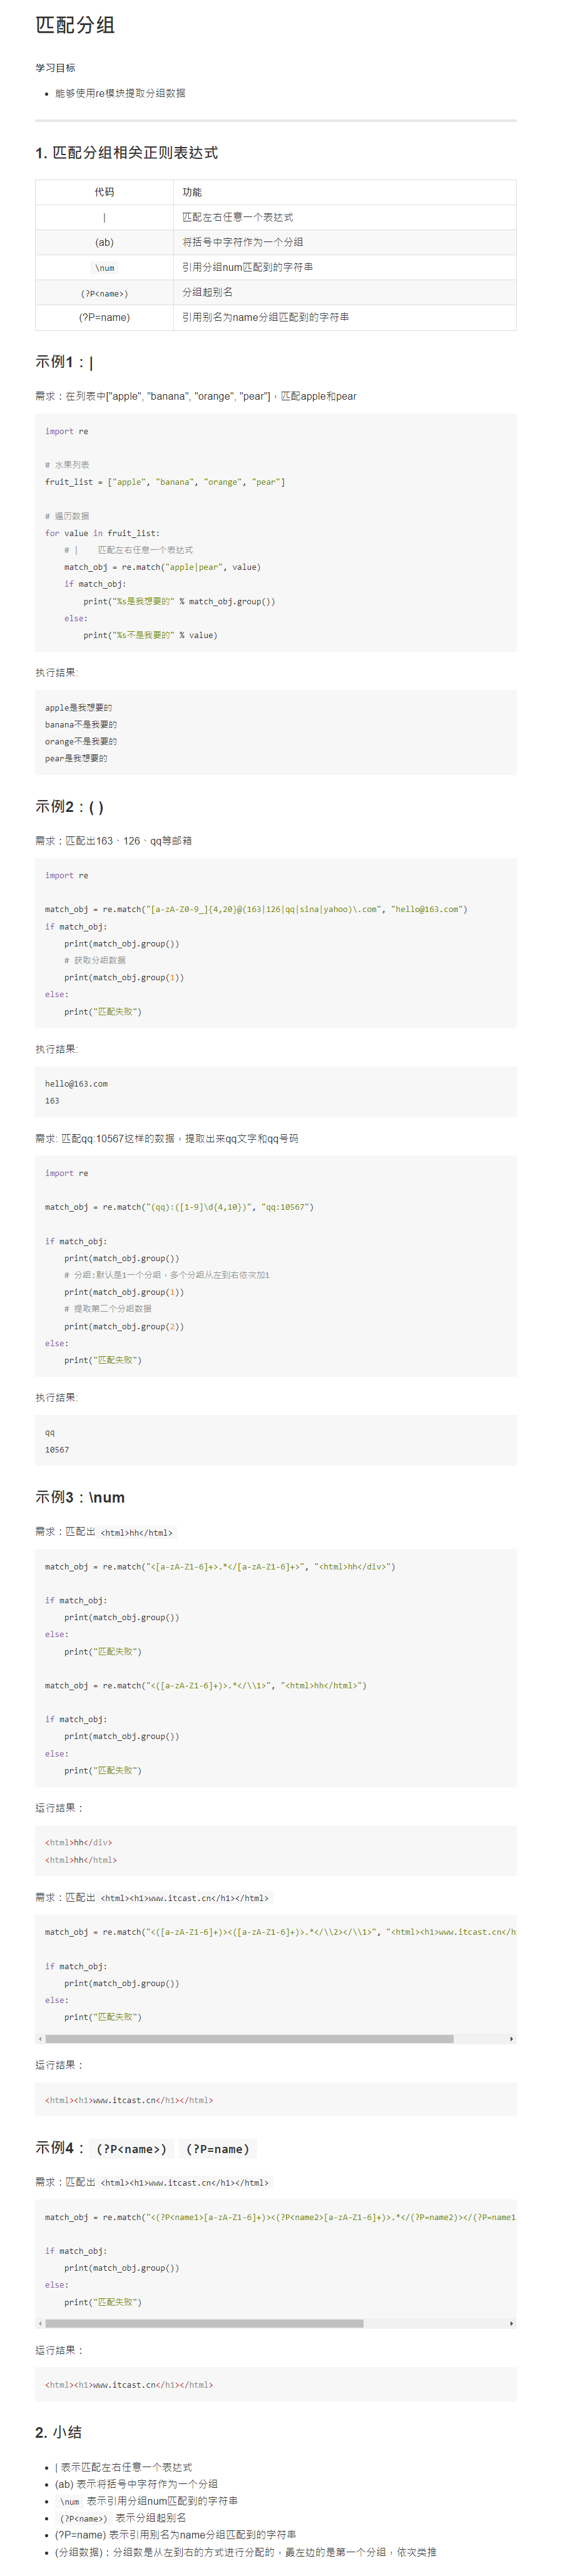 匹配分组
学习目标
• 能够使用re模块提取分组数据
1. 匹配分组相关正则表达式
代码 功能
| 匹配左右任意一个表达式
(ab) 将括号中字符作为一个分组
\num 引用分组num匹配到的字符串
(?P<name>) 分组起别名
(?P=name) 引用别名为name分组匹配到的字符串
示例1：|
需求：在列表中["apple", "banana", "orange", "pear"]，匹配apple和pear
import re
# 水果列表
fruit_list = ["apple", "banana", "orange", "pear"]
# 遍历数据
for value in fruit_list:
    # |    匹配左右任意一个表达式
    match_obj = re.match("apple|pear", value)
    if match_obj:
        print("%s是我想要的" % match_obj.group())
    else:
        print("%s不是我要的" % value)
执行结果:
apple是我想要的
banana不是我要的
orange不是我要的
pear是我想要的
示例2：( )
需求：匹配出163、126、qq等邮箱
import re
match_obj = re.match("[a-zA-Z0-9_]{4,20}@(163|126|qq|sina|yahoo)\.com", "hello@163.com")
if match_obj:
    print(match_obj.group())
    # 获取分组数据
    print(match_obj.group(1))
else:
    print("匹配失败")
执行结果:
hello@163.com
163
需求: 匹配qq:10567这样的数据，提取出来qq文字和qq号码
import re
match_obj = re.match("(qq):([1-9]\d{4,10})", "qq:10567")
if match_obj:
    print(match_obj.group())
    # 分组:默认是1一个分组，多个分组从左到右依次加1
    print(match_obj.group(1))
    # 提取第二个分组数据
    print(match_obj.group(2))
else:
    print("匹配失败")
执行结果:
qq
10567
示例3：\num
需求：匹配出 <html>hh</html>
match_obj = re.match("<[a-zA-Z1-6]+>.*</[a-zA-Z1-6]+>", "<html>hh</div>")
if match_obj:
    print(match_obj.group())
else:
    print("匹配失败")
match_obj = re.match("<([a-zA-Z1-6]+)>.*</\\1>", "<html>hh</html>")
if match_obj:
    print(match_obj.group())
else:
    print("匹配失败")
运行结果：
<html>hh</div>
<html>hh</html>
需求：匹配出 <html><h1>www.itcast.cn</h1></html>
match_obj = re.match("<([a-zA-Z1-6]+)><([a-zA-Z1-6]+)>.*</\\2></\\1>", "<html><h1>www.itcast.cn</h
if match_obj:
    print(match_obj.group())
else:
    print("匹配失败")
运行结果：
<html><h1>www.itcast.cn</h1></html>
示例4： (?P<name>) (?P=name)
需求：匹配出 <html><h1>www.itcast.cn</h1></html>
match_obj = re.match("<(?P<name1>[a-zA-Z1-6]+)><(?P<name2>[a-zA-Z1-6]+)>.*</(?P=name2)></(?P=name1
if match_obj:
    print(match_obj.group())
else:
    print("匹配失败")
运行结果：
<html><h1>www.itcast.cn</h1></html>
2. 小结
• | 表示匹配左右任意一个表达式
• (ab) 表示将括号中字符作为一个分组
• \num 表示引用分组num匹配到的字符串
• (?P<name>) 表示分组起别名
• (?P=name) 表示引用别名为name分组匹配到的字符串
• (分组数据)：分组数是从左到右的方式进行分配的，最左边的是第一个分组，依次类推